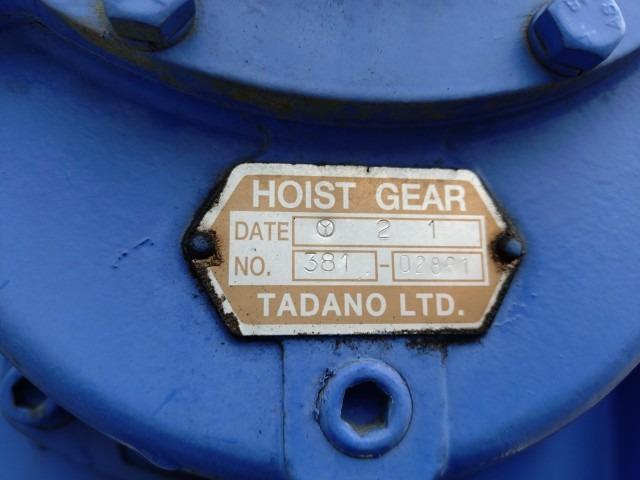 HOIST GEAR
DATE Ⓨ 2 1
NO. 381 -
TADANO LTD.